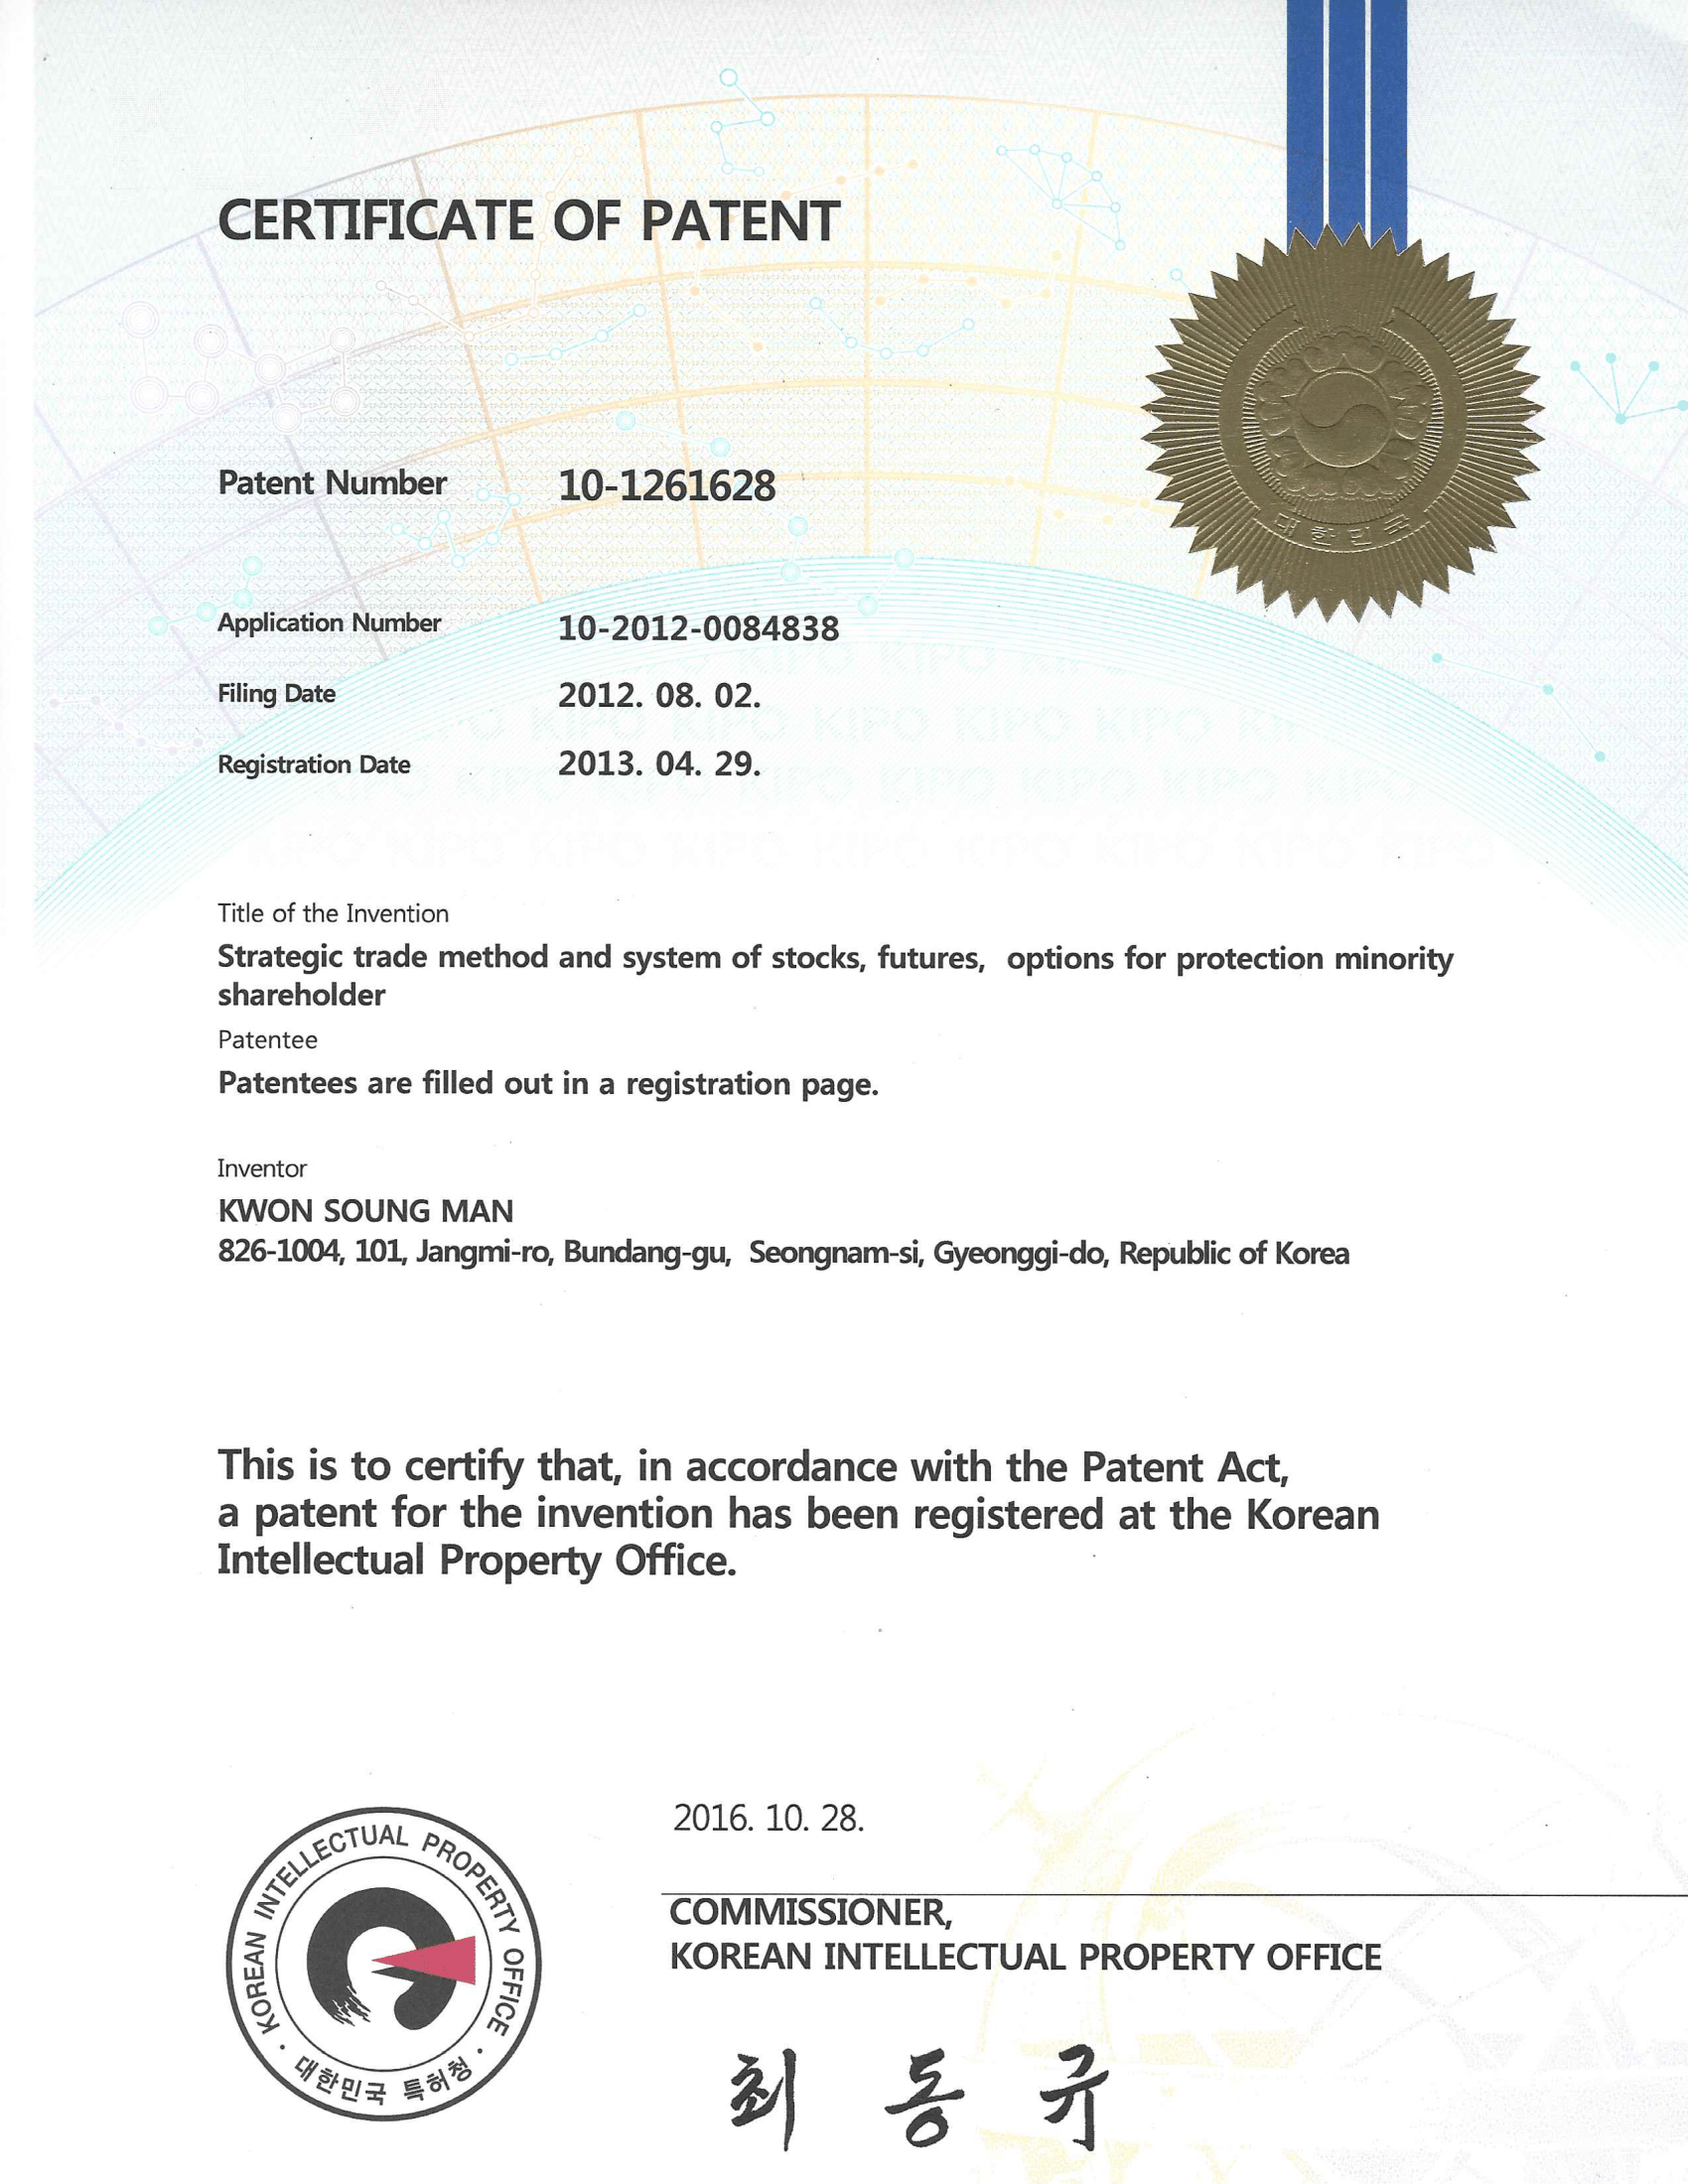 CERTIFICATE OF PATENT
대한민국
Patent Number 10-1261628
Application Number 10-2012-0084838
Filing Date 2012. 08. 02.
Registration Date 2013. 04. 29.
KIPO KIPO KIPO KIPO KIPO KIPO KIPO KIPO KIPO
Title of the Invention
Strategic trade method and system of stocks, futures, options for protection minority
shareholder
Patentee
Patentees are filled out in a registration page.
Inventor
KWON SOUNG MAN
826-1004, 101, Jangmi-ro, Bundang-gu, Seongnam-si, Gyeonggi-do, Republic of Korea
This is to certify that, in accordance with the Patent Act,
a patent for the invention has been registered at the Korean
Intellectual Property Office.
2016. 10. 28.
COMMISSIONER,
KOREAN INTELLECTUAL PROPERTY OFFICE
최 동 규
KOREAN INTELLECTUAL PROPERTY OFFICE
대한민국 특허청